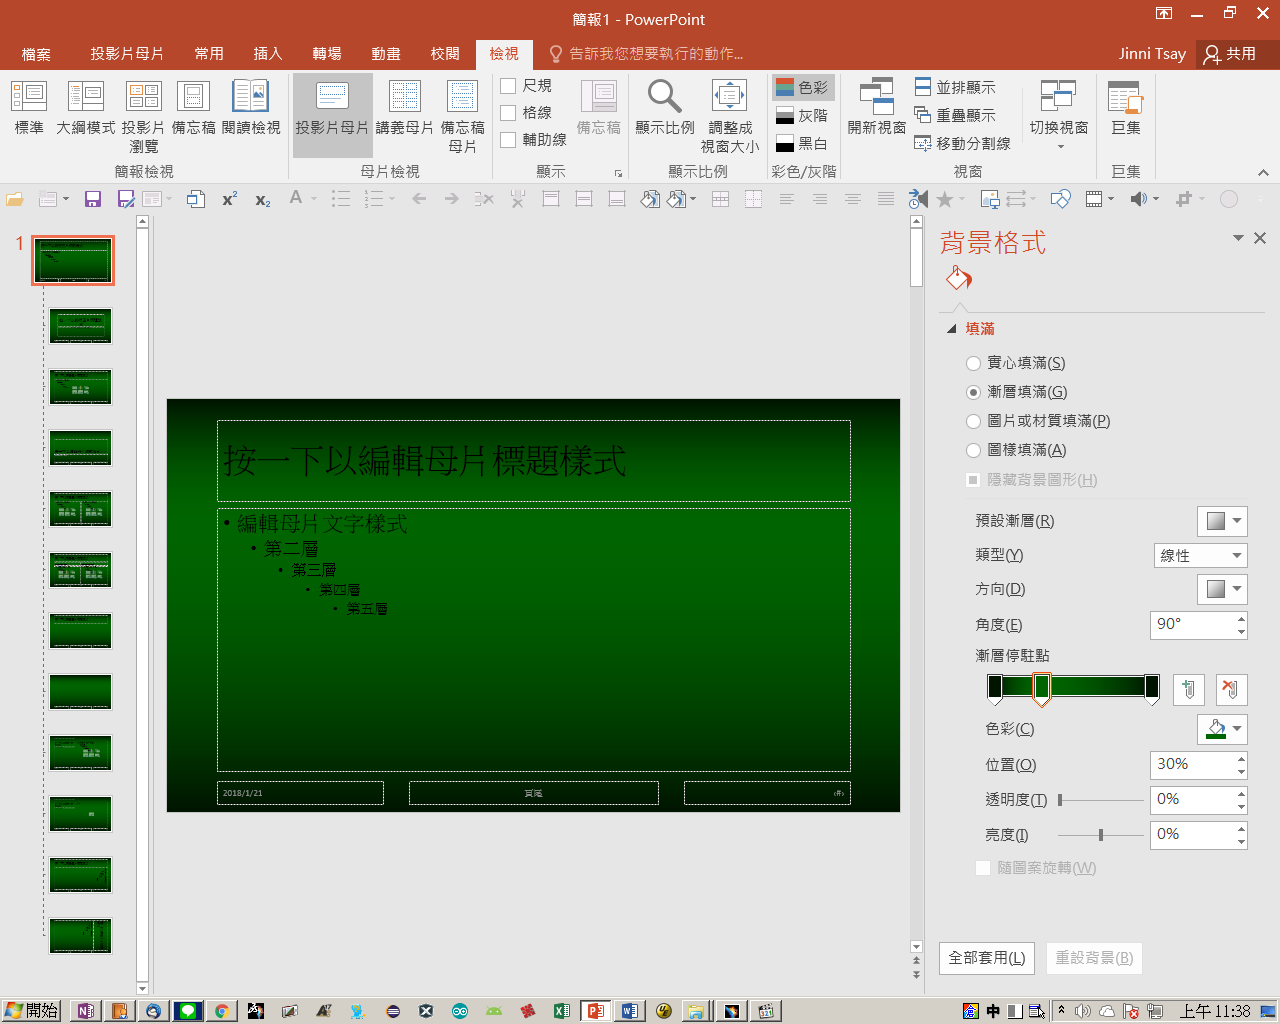 簡報1 - PowerPoint
檔案 投影片母片 常用 插入 轉場 動畫 校閱 檢視 告訴我您想要執行的動作... Jinni Tsay 共用
標準 大綱模式 投影片瀏覽 備忘稿 閱讀檢視
簡報檢視
投影片母片 講義母片 備忘稿母片
母片檢視
尺規
格線
輔助線
備忘稿
顯示
顯示比例 調整成視窗大小
顯示比例
色彩
灰階
黑白
彩色/灰階
開新視窗
並排顯示
重疊顯示
移動分割線
切換視窗
視窗
巨集
巨集
1
按一下以編輯母片標題樣式
• 編輯母片文字樣式
• 第二層
• 第三層
• 第四層
• 第五層
2018/1/21 頁尾 ‹#›
背景格式
填滿
實心填滿(S)
漸層填滿(G)
圖片或材質填滿(P)
圖樣填滿(A)
隱藏背景圖形(H)
預設漸層(R)
類型(Y) 線性
方向(D)
角度(E) 90°
漸層停駐點
色彩(C)
位置(O) 30%
透明度(T) 0%
亮度(I) 0%
隨圖案旋轉(W)
全部套用(L) 重設背景(B)
開始 中 上午 11:38